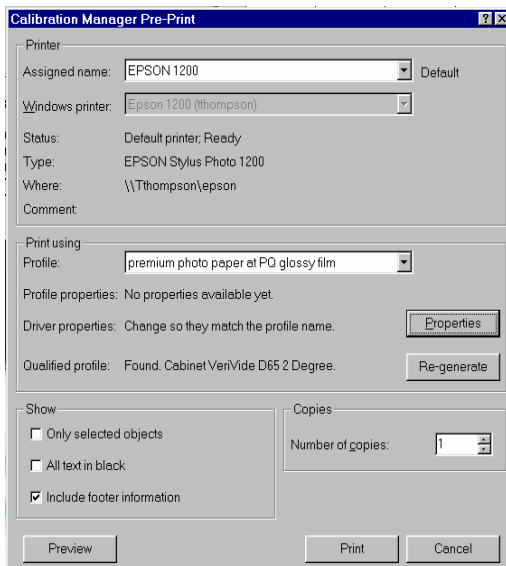 Calibration Manager Pre-Print
Printer
Assigned name: EPSON 1200 Default
Windows printer: Epson 1200 (tthompson)
Status: Default printer; Ready
Type: EPSON Stylus Photo 1200
Where: \\Tthompson\epson
Comment:
Print using
Profile: premium photo paper at PQ glossy film
Profile properties: No properties available yet.
Driver properties: Change so they match the profile name. Properties
Qualified profile: Found. Cabinet VeriVide D65 2 Degree. Re-generate
Show Copies
Only selected objects
Number of copies: 1
All text in black
Include footer information
Preview Print Cancel